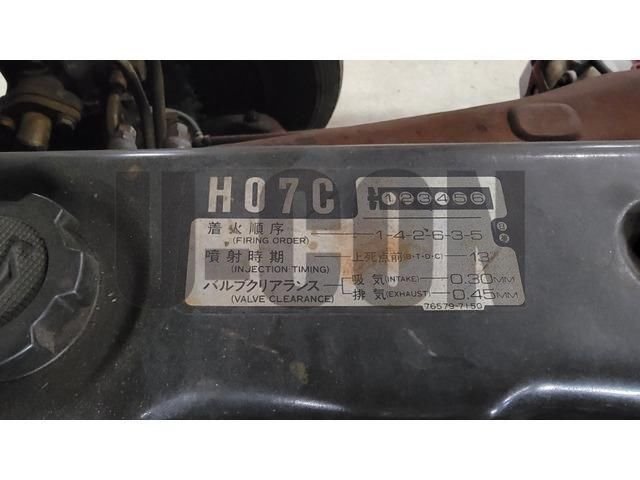 H07C ①②③④⑤⑥
着火順序 1-4-2-6-3-5
(FIRING ORDER)
噴射時期 上死点前(B·T·D·C) 13°
(INJECTION TIMING)
バルブクリアランス 吸気(INTAKE) 0.30MM
(VALVE CLEARANCE) 排気(EXHAUST) 0.45MM
76579-7150